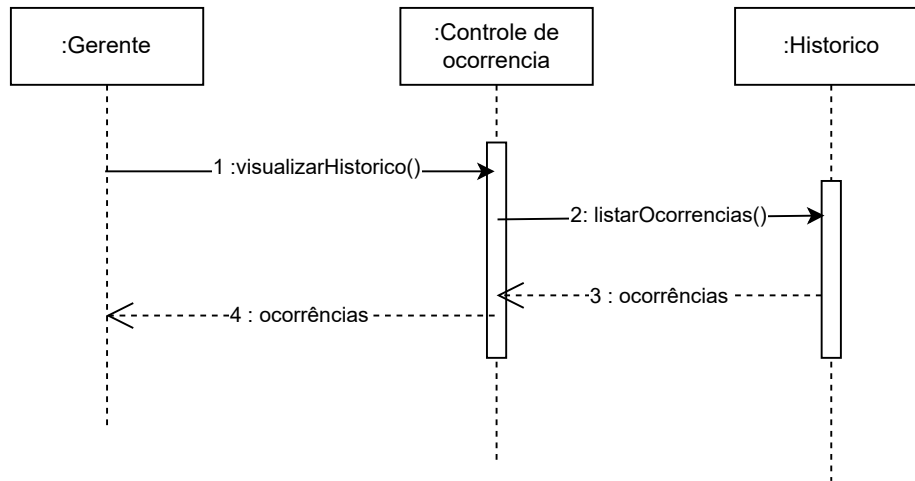 :Gerente
:Controle de
ocorrencia
:Historico
1 :visualizarHistorico()
2: listarOcorrencias()
3 : ocorrências
4 : ocorrências